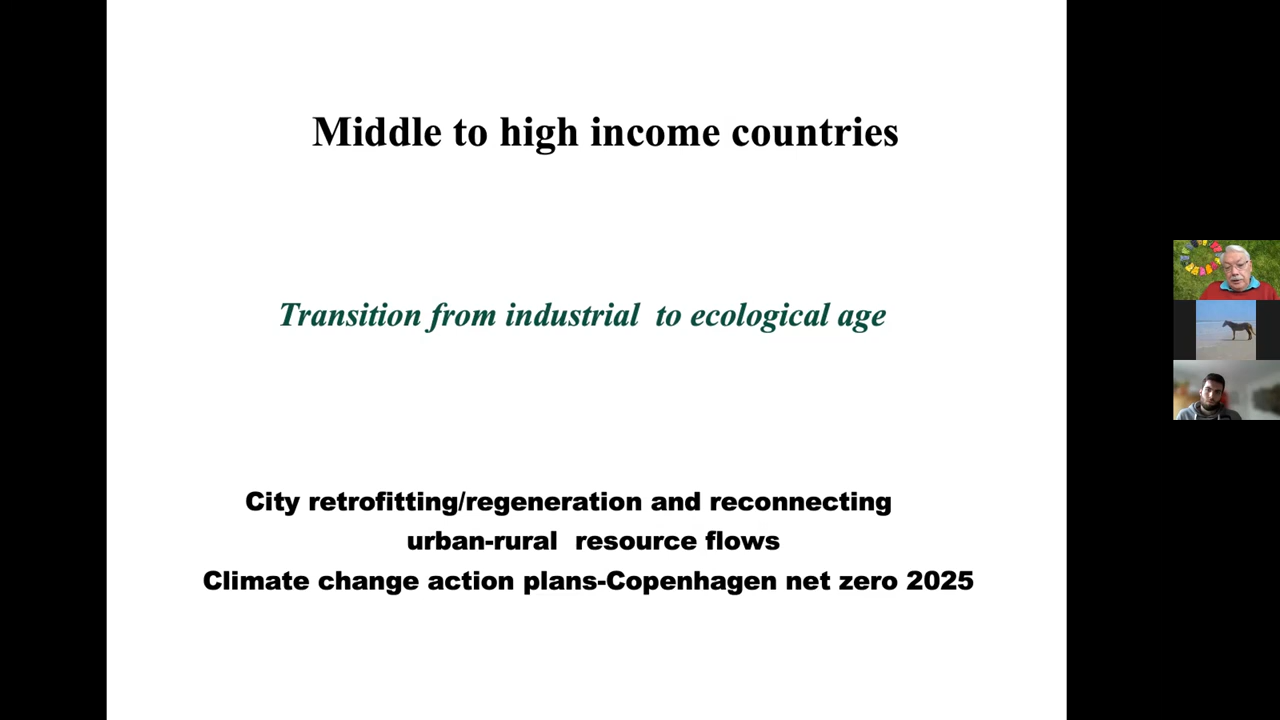 Middle to high income countries
Transition from industrial  to ecological age
City retrofitting/regeneration and reconnecting
urban-rural  resource flows
Climate change action plans-Copenhagen net zero 2025